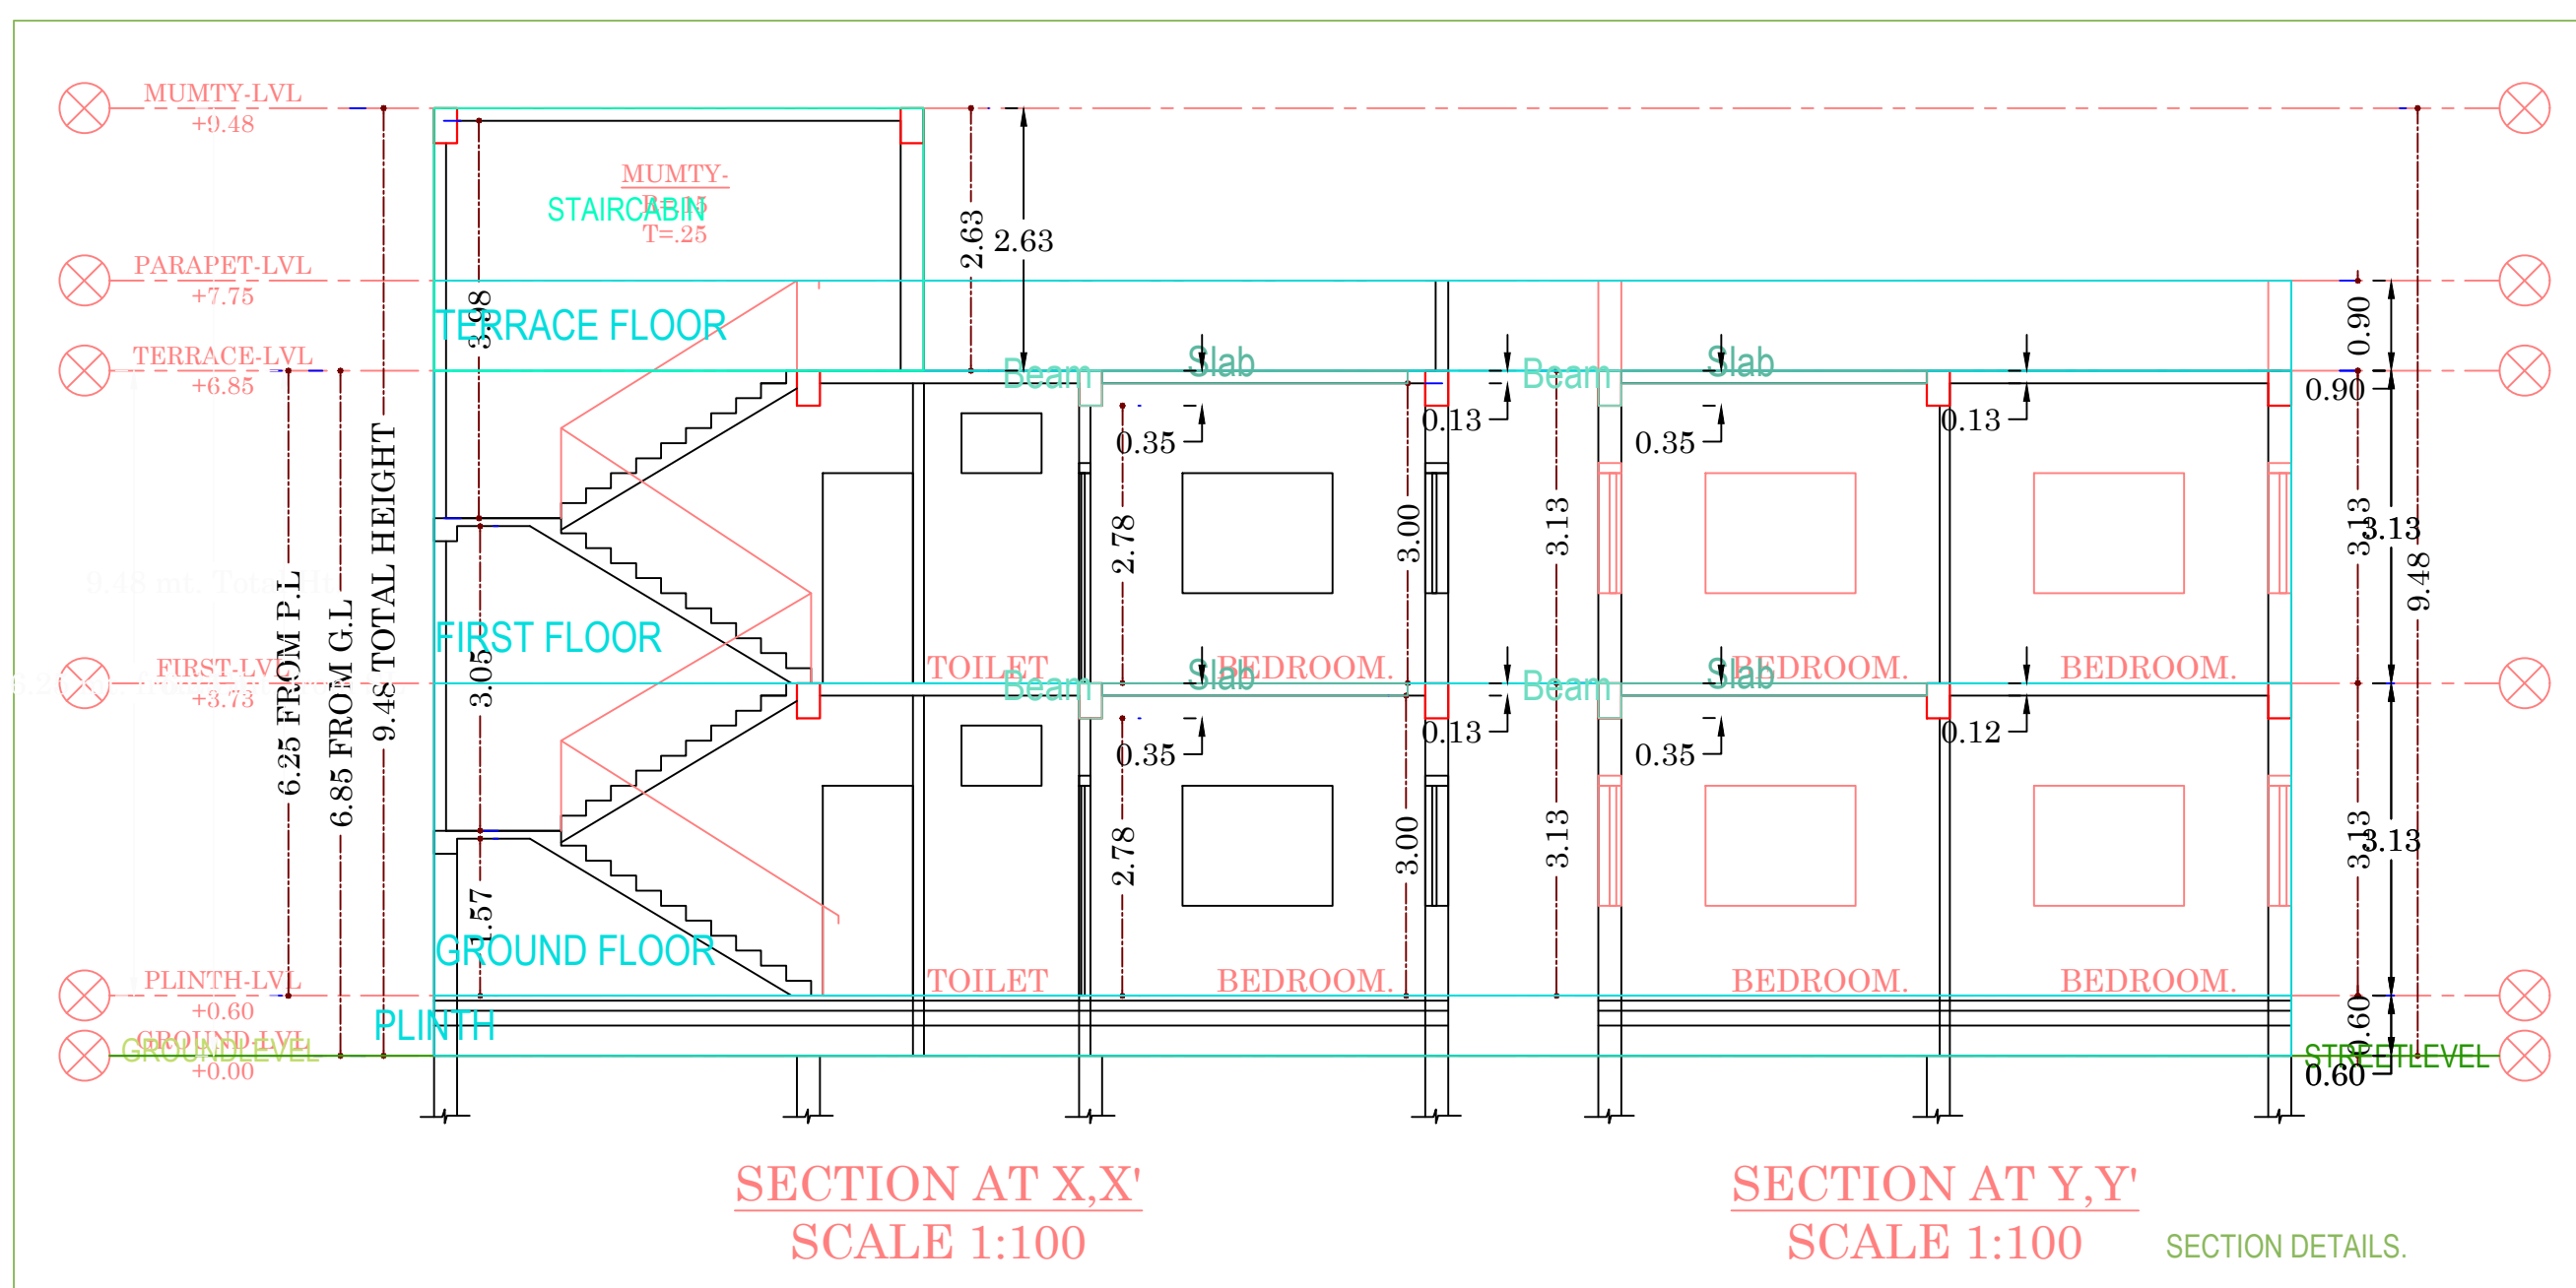 MUMTY-LVL
+9.48
MUMTY-
STAIRCABIN
T=.25
2.63
2.63
PARAPET-LVL
+7.75
3.98
TERRACE FLOOR
0.90
TERRACE-LVL
+6.85
Beam
Slab
Beam
Slab
0.90
0.13
0.13
0.35
0.35
6.25 FROM P.L
6.85 FROM G.L
9.48 TOTAL HEIGHT
9.48 mt. Total Ht.
2.78
3.00
3.13
3.13
3.13
9.48
FIRST FLOOR
3.05
FIRST-LVL
+3.73
TOILET
BEDROOM.
BEDROOM.
BEDROOM.
Beam
Slab
Beam
Slab
0.13
0.12
0.35
0.35
2.78
3.00
3.13
3.13
3.13
1.57
GROUND FLOOR
PLINTH-LVL
+0.60
TOILET
BEDROOM.
BEDROOM.
BEDROOM.
PLINTH
0.60
GROUND-LVL
GROUNDLEVEL
+0.00
STREETLEVEL
0.60
SECTION AT X,X'
SCALE 1:100
SECTION AT Y,Y'
SCALE 1:100
SECTION DETAILS.